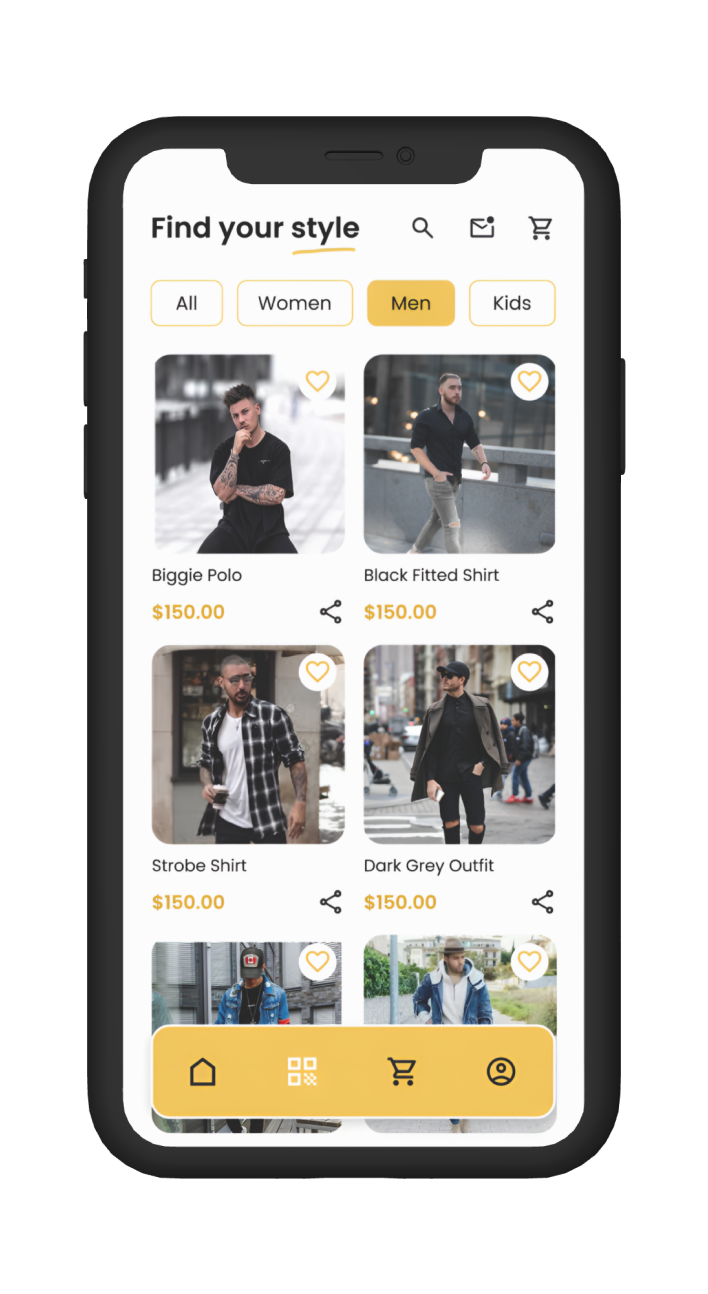 Find your style
All Women Men Kids
Biggie Polo Black Fitted Shirt
$150.00 $150.00
Strobe Shirt Dark Grey Outfit
$150.00 $150.00